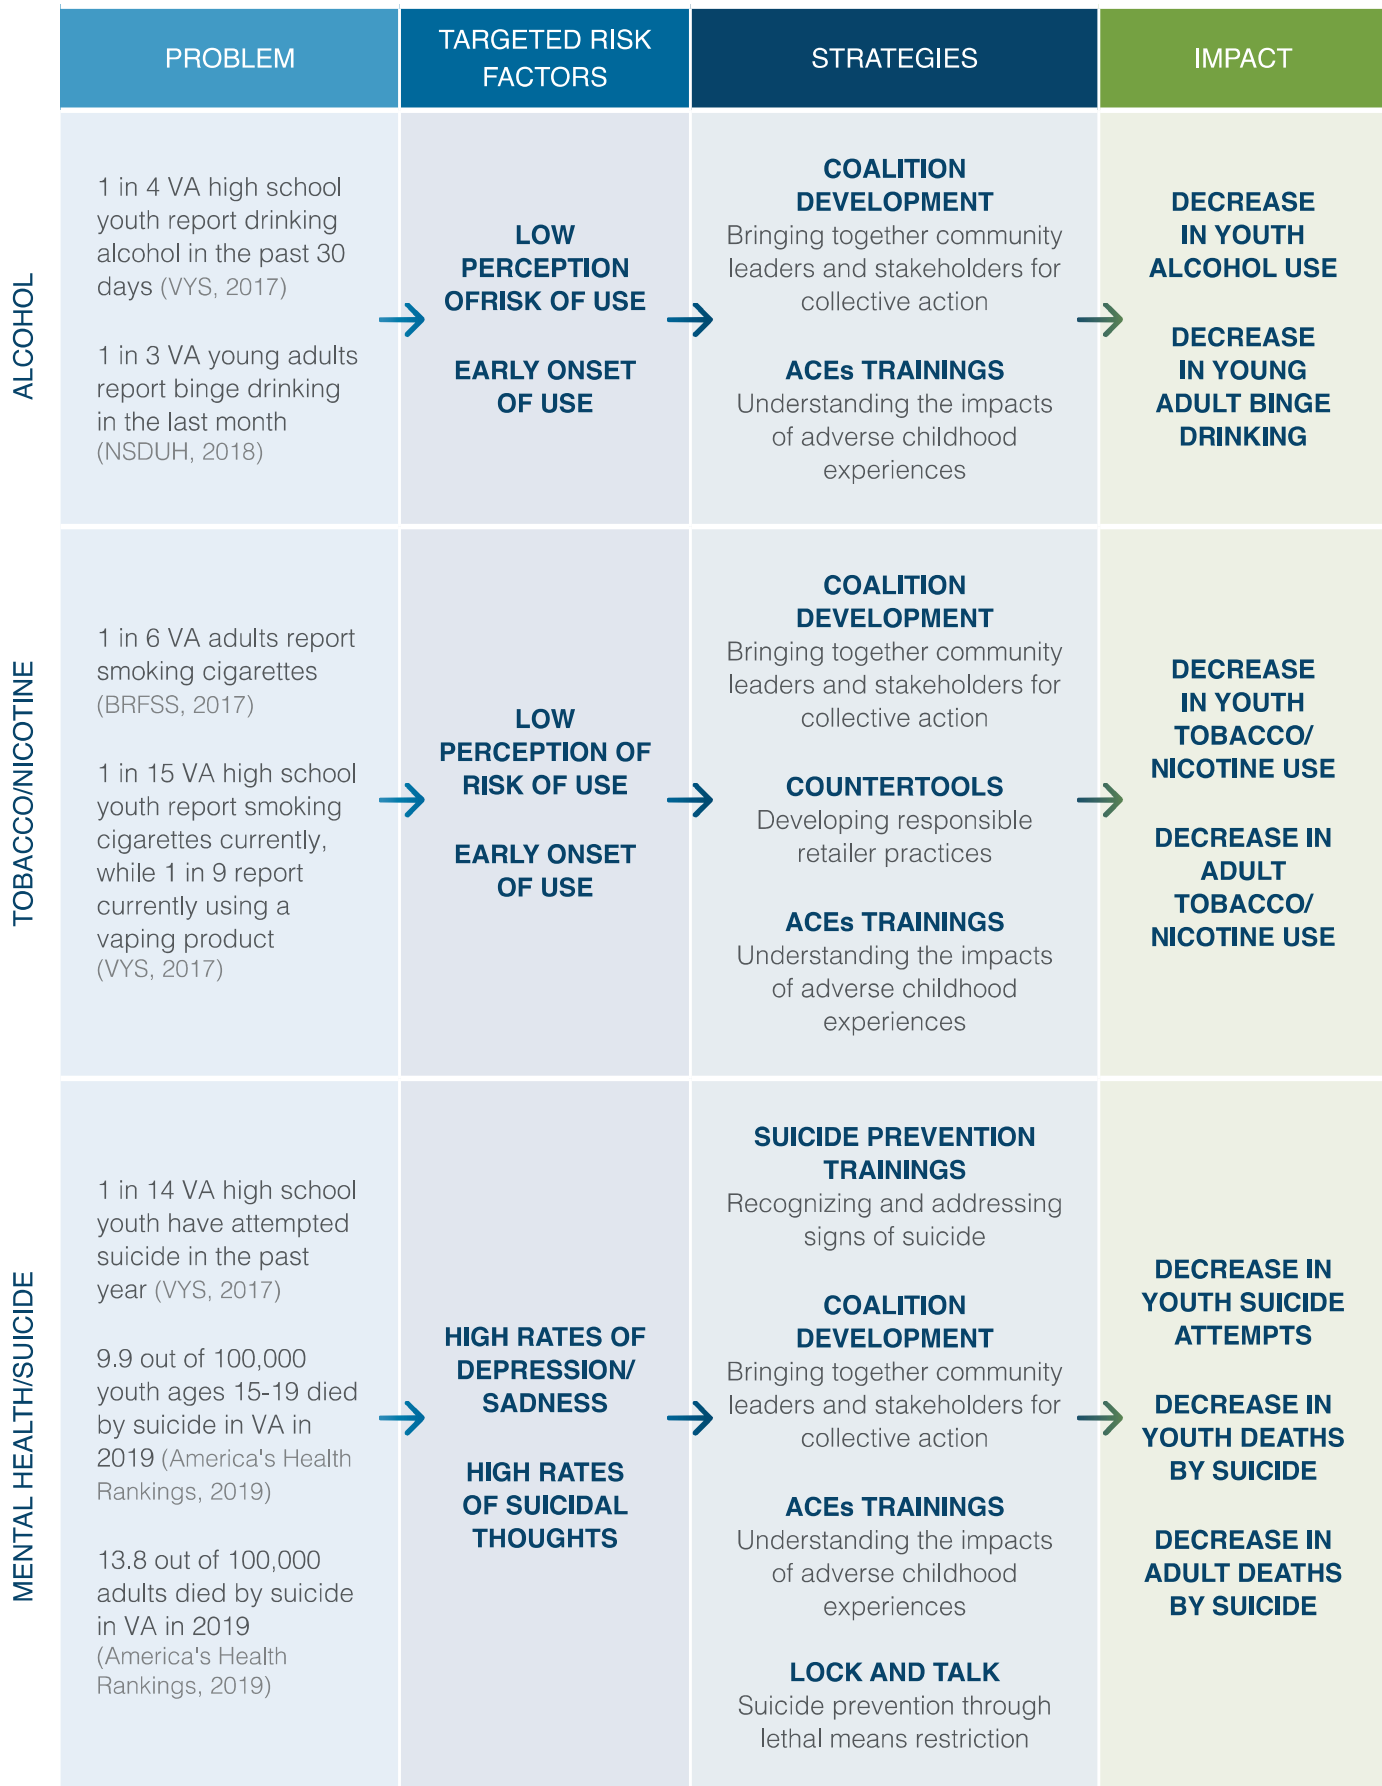 PROBLEM
TARGETED RISK
FACTORS
STRATEGIES
IMPACT
ALCOHOL
1 in 4 VA high school
youth report drinking
alcohol in the past 30
days (VYS, 2017)
1 in 3 VA young adults
report binge drinking
in the last month
(NSDUH, 2018)
LOW
PERCEPTION
OFRISK OF USE
EARLY ONSET
OF USE
COALITION
DEVELOPMENT
Bringing together community
leaders and stakeholders for
collective action
ACEs TRAININGS
Understanding the impacts
of adverse childhood
experiences
DECREASE
IN YOUTH
ALCOHOL USE
DECREASE
IN YOUNG
ADULT BINGE
DRINKING
TOBACCO/NICOTINE
1 in 6 VA adults report
smoking cigarettes
(BRFSS, 2017)
1 in 15 VA high school
youth report smoking
cigarettes currently,
while 1 in 9 report
currently using a
vaping product
(VYS, 2017)
LOW
PERCEPTION OF
RISK OF USE
EARLY ONSET
OF USE
COALITION
DEVELOPMENT
Bringing together community
leaders and stakeholders for
collective action
COUNTERTOOLS
Developing responsible
retailer practices
ACEs TRAININGS
Understanding the impacts
of adverse childhood
experiences
DECREASE
IN YOUTH
TOBACCO/
NICOTINE USE
DECREASE IN
ADULT
TOBACCO/
NICOTINE USE
MENTAL HEALTH/SUICIDE
1 in 14 VA high school
youth have attempted
suicide in the past
year (VYS, 2017)
9.9 out of 100,000
youth ages 15-19 died
by suicide in VA in
2019 (America's Health
Rankings, 2019)
13.8 out of 100,000
adults died by suicide
in VA in 2019
(America's Health
Rankings, 2019)
HIGH RATES OF
DEPRESSION/
SADNESS
HIGH RATES
OF SUICIDAL
THOUGHTS
SUICIDE PREVENTION
TRAININGS
Recognizing and addressing
signs of suicide
COALITION
DEVELOPMENT
Bringing together community
leaders and stakeholders for
collective action
ACEs TRAININGS
Understanding the impacts
of adverse childhood
experiences
LOCK AND TALK
Suicide prevention through
lethal means restriction
DECREASE IN
YOUTH SUICIDE
ATTEMPTS
DECREASE IN
YOUTH DEATHS
BY SUICIDE
DECREASE IN
ADULT DEATHS
BY SUICIDE